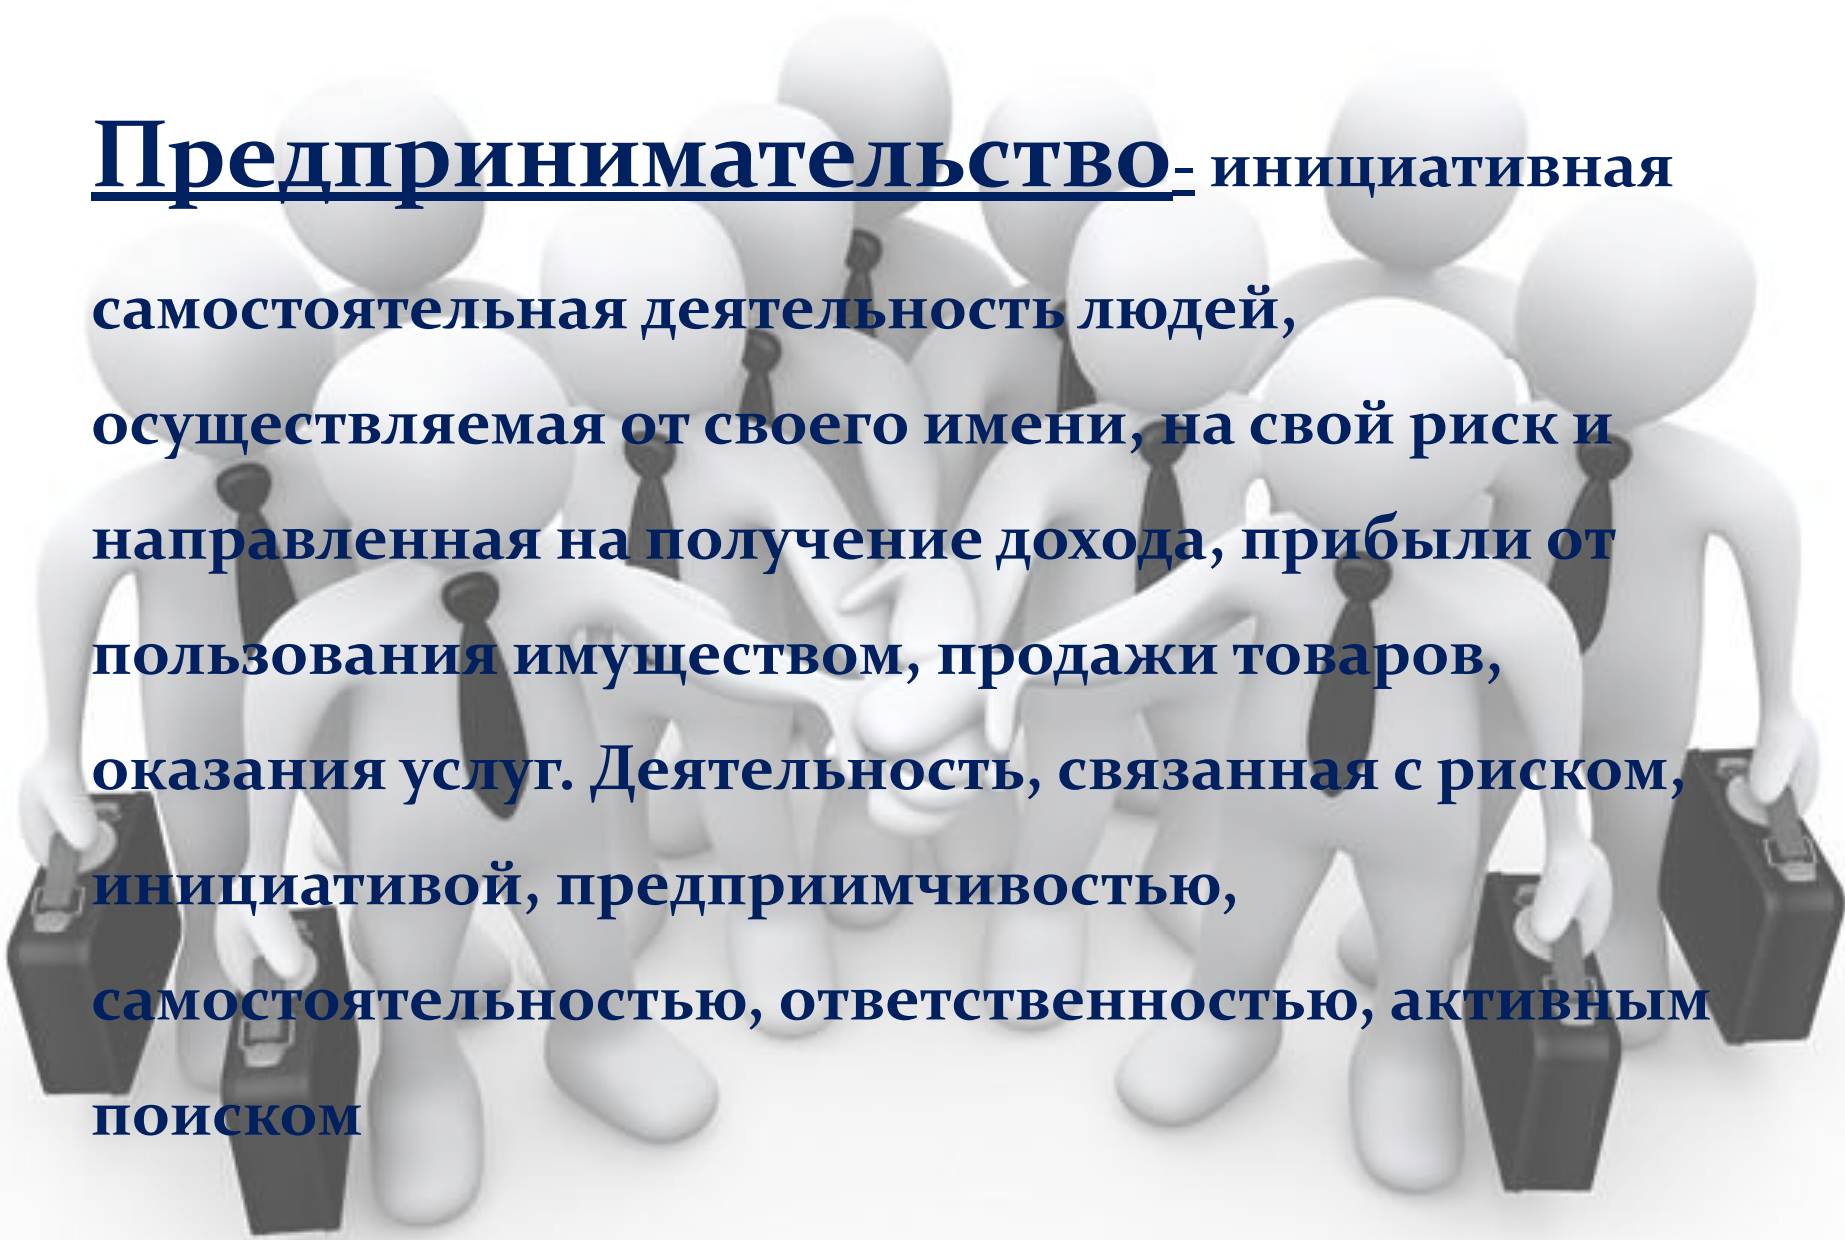 Предпринимательство- инициативная
самостоятельная деятельность людей,
осуществляемая от своего имени, на свой риск и
направленная на получение дохода, прибыли от
пользования имуществом, продажи товаров,
оказания услуг. Деятельность, связанная с риском,
инициативой, предприимчивостью,
самостоятельностью, ответственностью, активным
поиском